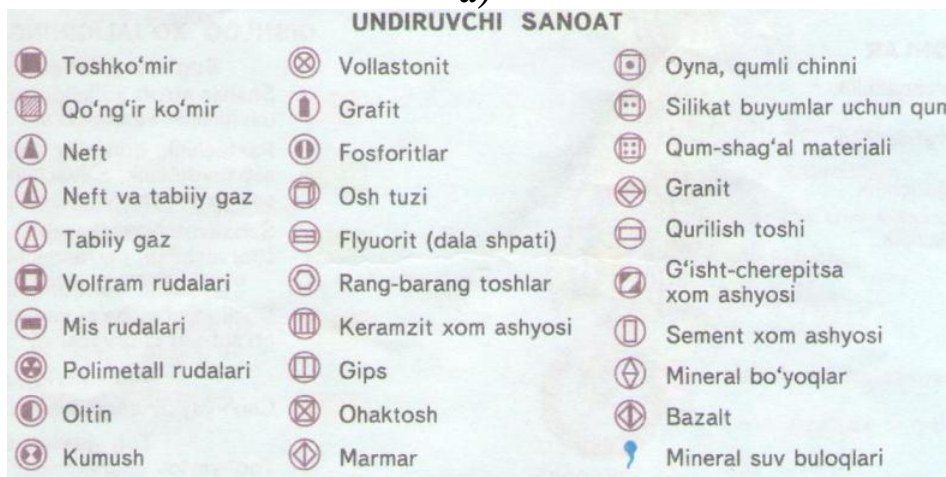 a)
UNDIRUVCHI SANOAT
Toshko‘mir
Qo‘ng‘ir ko‘mir
Neft
Neft va tabiiy gaz
Tabiiy gaz
Volfram rudalari
Mis rudalari
Polimetall rudalari
Oltin
Kumush
Vollastonit
Grafit
Fosforitlar
Osh tuzi
Flyuorit (dala shpati)
Rang-barang toshlar
Keramzit xom ashyosi
Gips
Ohaktosh
Marmar
Oyna, qumli chinni
Silikat buyumlar uchun qum
Qum-shag‘al materiali
Granit
Qurilish toshi
G‘isht-cherepitsa
xom ashyosi
Sement xom ashyosi
Mineral bo‘yoqlar
Bazalt
Mineral suv buloqlari